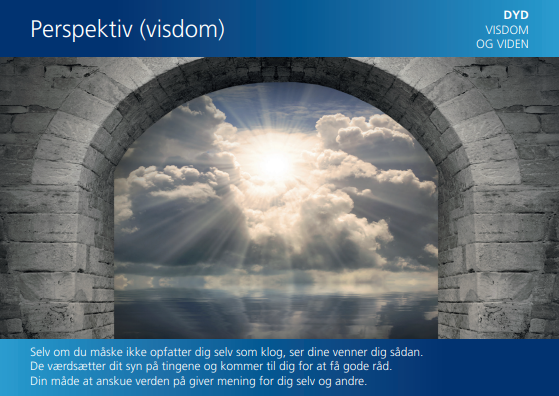 Perspektiv (visdom)
DYD
VISDOM
OG VIDEN
Selv om du måske ikke opfatter dig selv som klog, ser dine venner dig sådan.
De værdsætter dit syn på tingene og kommer til dig for at få gode råd.
Din måde at anskue verden på giver mening for dig selv og andre.